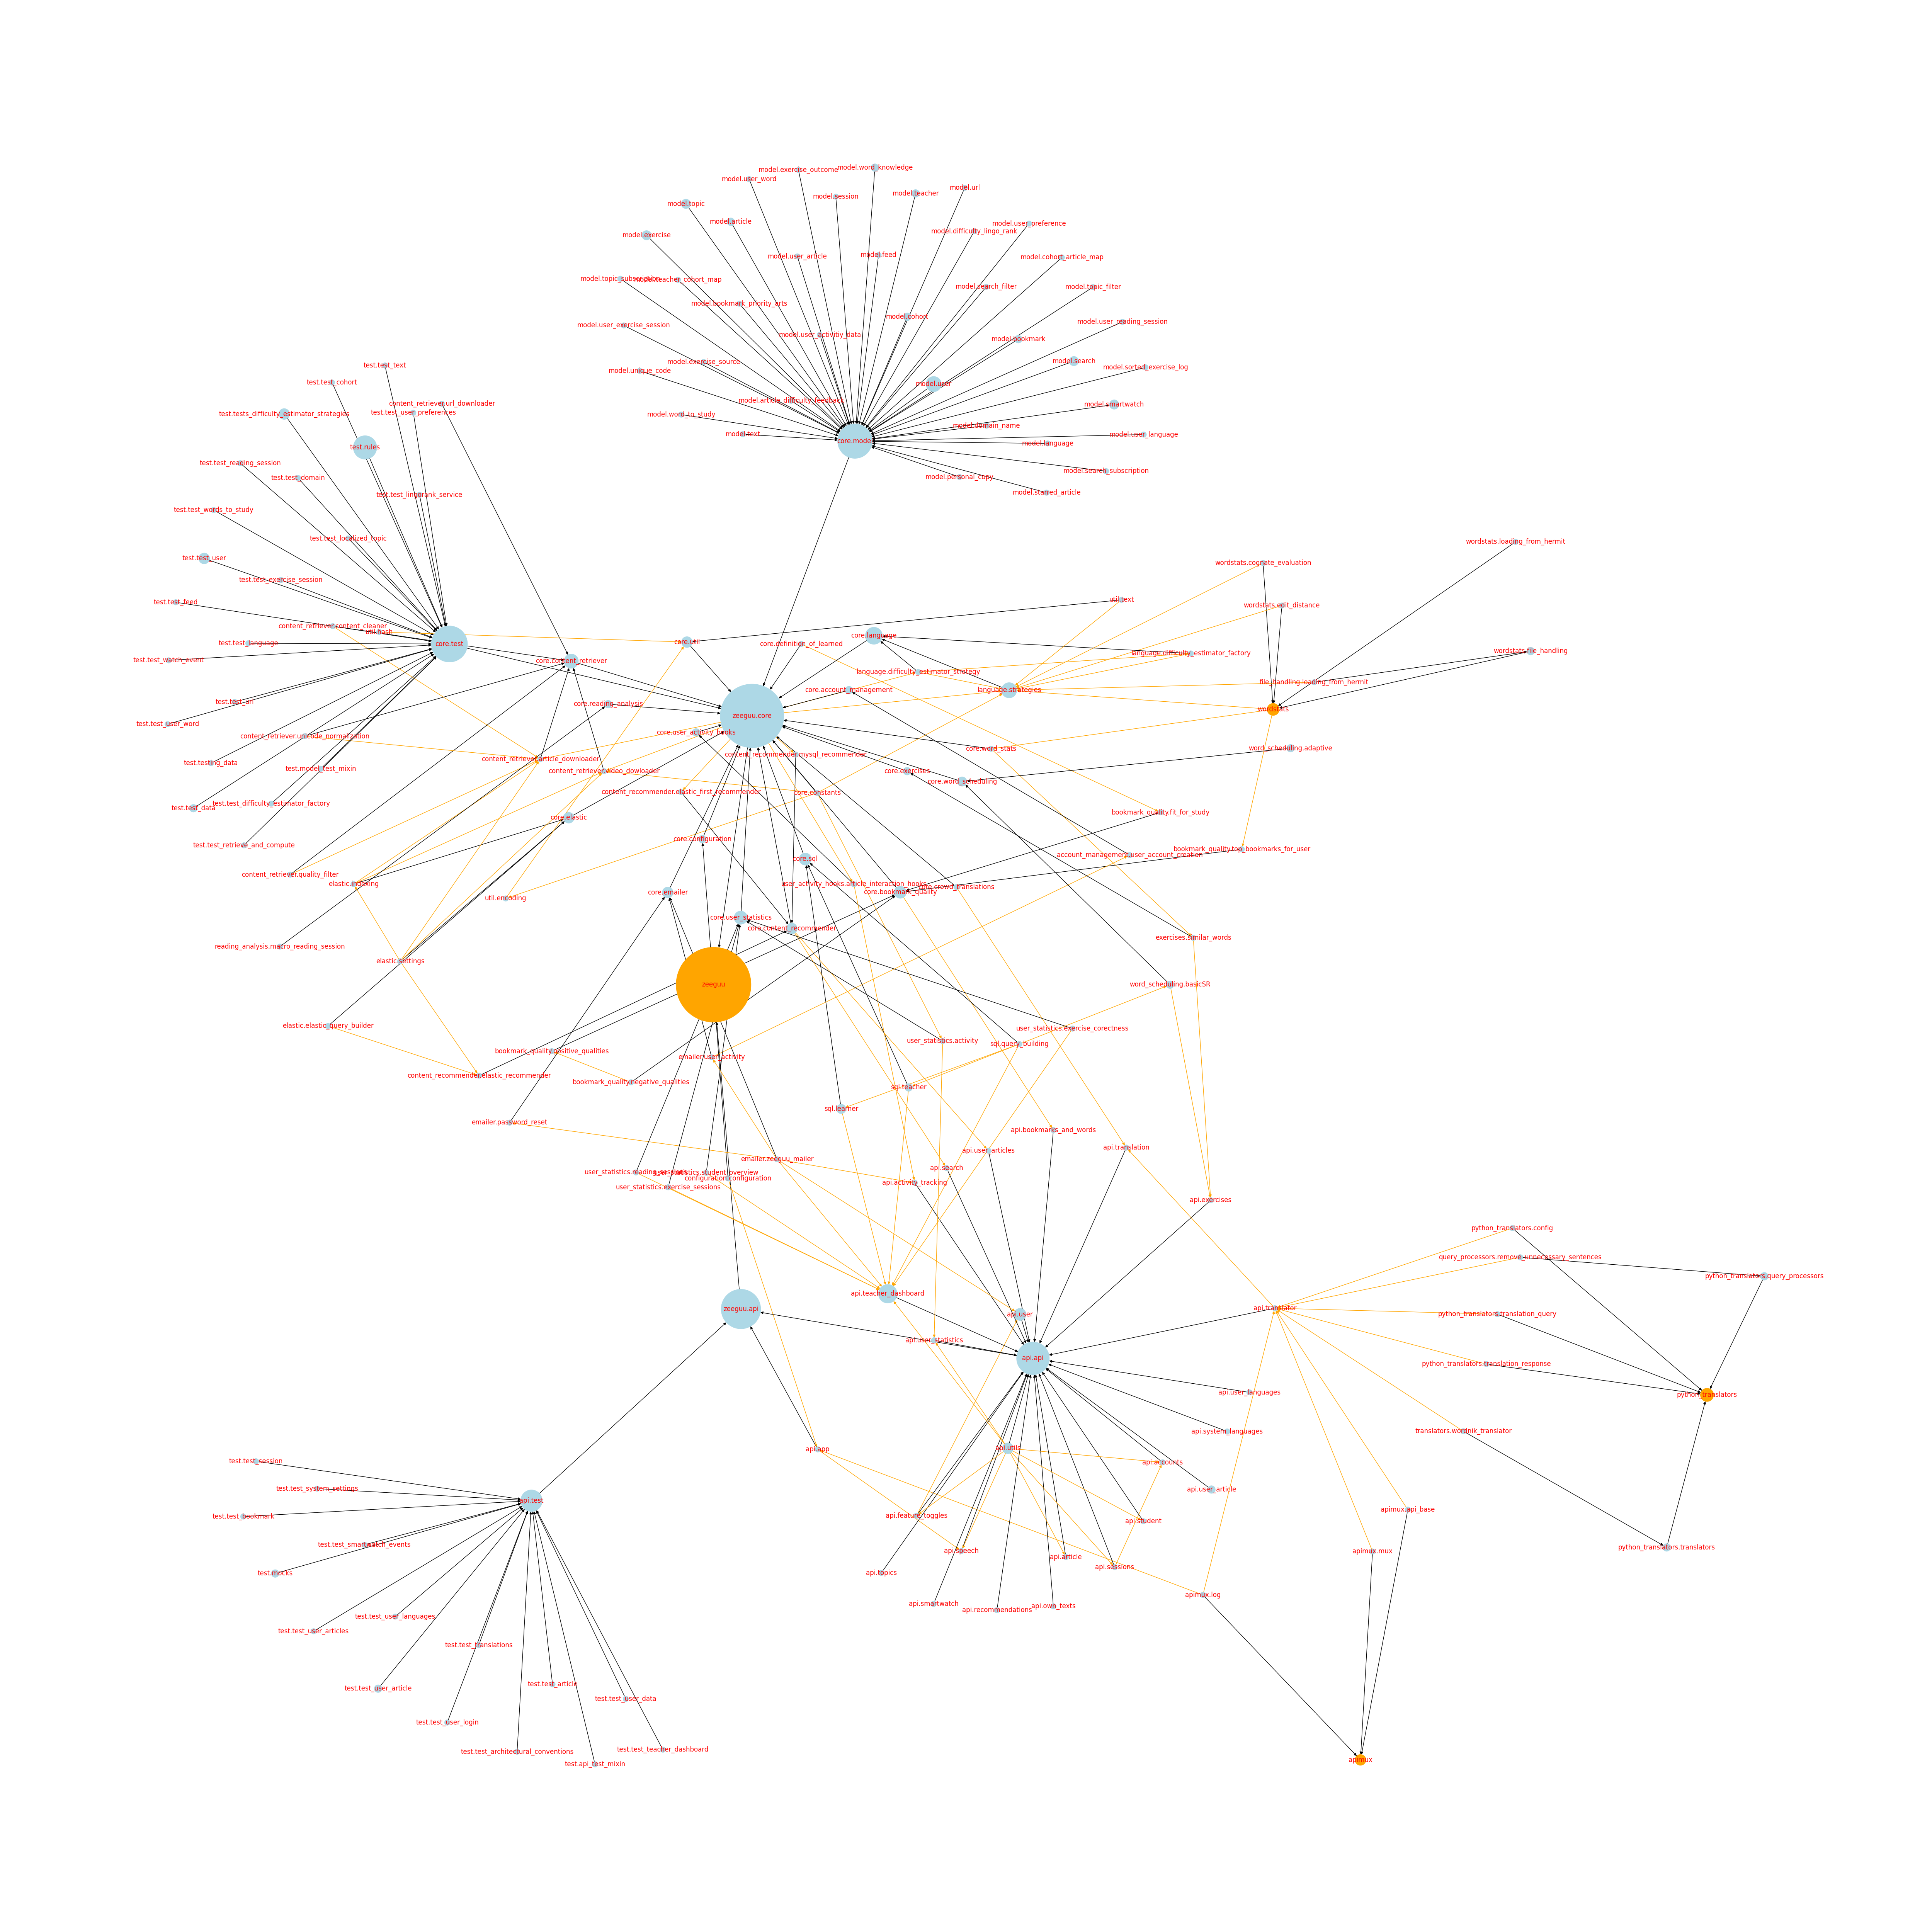 model.word_knowledge
model.exercise_outcome
model.user_word
model.url
model.teacher
model.session
model.topic
model.article
model.user_preference
model.difficulty_lingo_rank
model.exercise
model.user_article
model.feed
model.cohort_article_map
model.topic_subscription
model.teacher_cohort_map
model.search_filter
model.topic_filter
model.bookmark_priority_arts
model.cohort
model.user_exercise_session
model.user_activitiy_data
model.user_reading_session
model.bookmark
model.exercise_source
model.search
model.sorted_exercise_log
model.unique_code
model.user
model.article_difficulty_feedback
model.smartwatch
model.word_to_study
model.domain_name
model.text
core.model
model.language
model.user_language
model.search_subscription
model.personal_copy
model.starred_article
test.test_text
test.test_cohort
content_retriever.url_downloader
test.tests_difficulty_estimator_strategies
test.test_user_preferences
test.rules
test.test_reading_session
test.test_domain
test.test_lingorank_service
test.test_words_to_study
test.test_localized_topic
test.test_user
test.test_exercise_session
test.test_feed
content_retriever.content_cleaner
util.hash
test.test_language
core.test
test.test_watch_event
test.test_url
test.test_user_word
content_retriever.unicode_normalization
test.testing_data
test.model_test_mixin
test.test_data
test.test_difficulty_estimator_factory
test.test_retrieve_and_compute
content_retriever.quality_filter
elastic.indexing
util.encoding
reading_analysis.macro_reading_session
elastic.settings
elastic.elastic_query_builder
wordstats.loading_from_hermit
wordstats.cognate_evaluation
util.text
wordstats.edit_distance
core.util
core.definition_of_learned
core.language
language.difficulty_estimator_factory
wordstats.file_handling
core.content_retriever
language.difficulty_estimator_strategy
file_handling.loading_from_hermit
core.account_management
language.strategies
core.reading_analysis
wordstats
zeeguu.core
core.user_activity_hooks
core.word_stats
word_scheduling.adaptive
content_recommender.mysql_recommender
content_retriever.article_downloader
content_retriever.video_dowloader
core.exercises
core.word_scheduling
content_recommender.elastic_first_recommender
core.constants
bookmark_quality.fit_for_study
core.elastic
core.configuration
bookmark_quality.top_bookmarks_for_user
account_management.user_account_creation
core.sql
user_activity_hooks.article_interaction_hooks
core.crowd_translations
core.emailer
core.bookmark_quality
core.user_statistics
core.content_recommender
exercises.similar_words
zeeguu
word_scheduling.basicSR
user_statistics.exercise_corectness
user_statistics.activity
sql.query_building
bookmark_quality.positive_qualities
emailer.user_activity
content_recommender.elastic_recommender
bookmark_quality.negative_qualities
sql.teacher
sql.learner
emailer.password_reset
api.bookmarks_and_words
api.translation
api.user_articles
emailer.zeeguu_mailer
api.search
user_statistics.reading_sessions
user_statistics.student_overview
configuration.configuration
api.activity_tracking
user_statistics.exercise_sessions
api.exercises
python_translators.config
query_processors.remove_unnecessary_sentences
python_translators.query_processors
api.teacher_dashboard
zeeguu.api
api.translator
api.user
python_translators.translation_query
api.user_statistics
api.api
python_translators.translation_response
api.user_languages
python_translators
api.system_languages
translators.wordnik_translator
api.app
api.utils
api.accounts
api.user_article
test.test_session
test.test_system_settings
api.test
test.test_bookmark
api.feature_toggles
api.student
apimux.api_base
test.test_smartwatch_events
api.speech
api.article
apimux.mux
python_translators.translators
test.mocks
api.topics
api.sessions
apimux.log
api.smartwatch
api.recommendations
api.own_texts
test.test_user_languages
test.test_user_articles
test.test_translations
test.test_article
test.test_user_article
test.test_user_data
test.test_user_login
test.test_architectural_conventions
test.test_teacher_dashboard
test.api_test_mixin
apimux